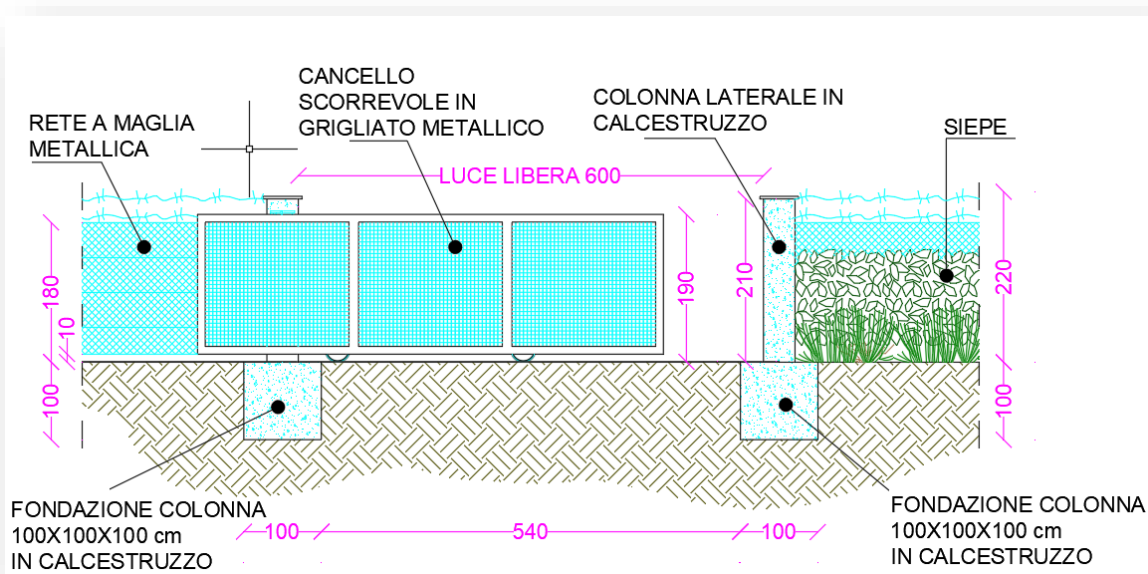 CANCELLO
SCORREVOLE IN
GRIGLIATO METALLICO
COLONNA LATERALE IN
CALCESTRUZZO
RETE A MAGLIA
METALLICA
SIEPE
LUCE LIBERA 600
180
10
100
190
210
220
100
FONDAZIONE COLONNA
100X100X100 cm
IN CALCESTRUZZO
100
540
100
FONDAZIONE COLONNA
100X100X100 cm
IN CALCESTRUZZO